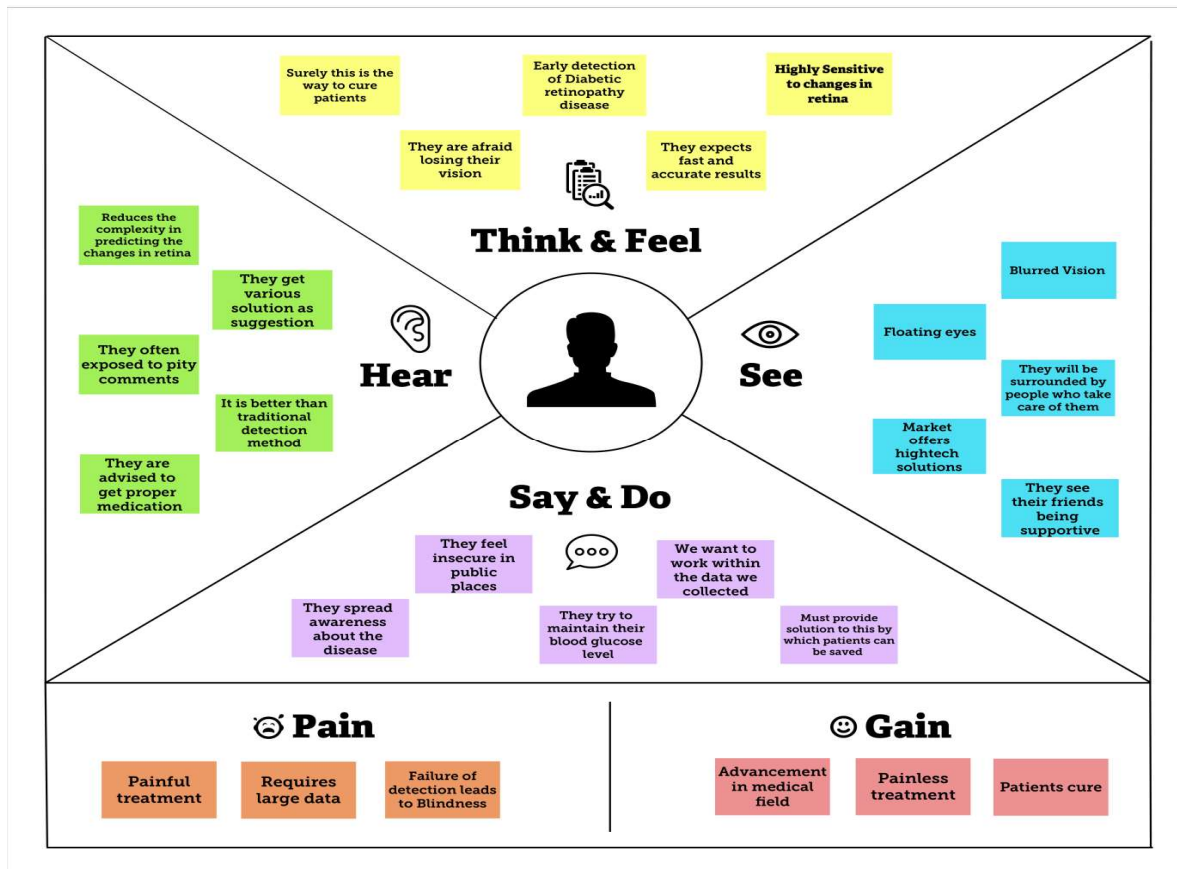 Surely this is the
way to cure
patients
Early detection
of Diabetic
retinopathy
disease
Highly Sensitive
to changes in
retina
They are afraid
losing their
vision
They expects
fast and
accurate results
Think & Feel
Reduces the
complexity in
predicting the
changes in retina
They get
various
solution as
suggestion
They often
exposed to pity
comments
It is better than
traditional
detection
method
They are
advised to
get proper
medication
Hear
See
Blurred Vision
Floating eyes
They will be
surrounded by
people who take
care of them
Market
offers
hightech
solutions
They see
their friends
being
supportive
Say & Do
They feel
insecure in
public
places
We want to
work within
the data we
collected
They spread
awareness
about the
disease
They try to
maintain their
blood glucose
level
Must provide
solution to this by
which patients can
be saved
Pain
Painful
treatment
Requires
large data
Failure of
detection leads
to Blindness
Gain
Advancement
in medical
field
Painless
treatment
Patients cure